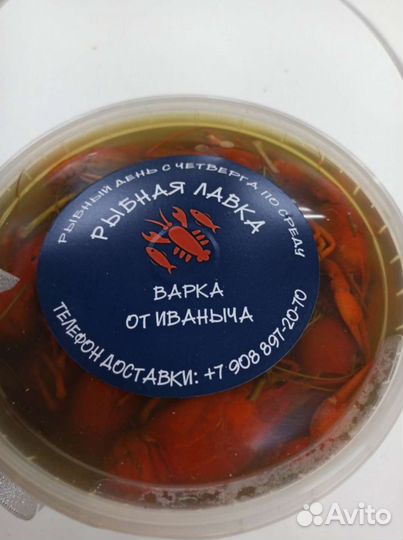 РЫБНЫЙ ДЕНЬ С ЧЕТВЕРГА ПО СРЕДУ
РЫБНАЯ ЛАВКА
ВАРКА
ОТ ИВАНЫЧА
ТЕЛЕФОН ДОСТАВКИ: +7 908 897-20-70
Avito